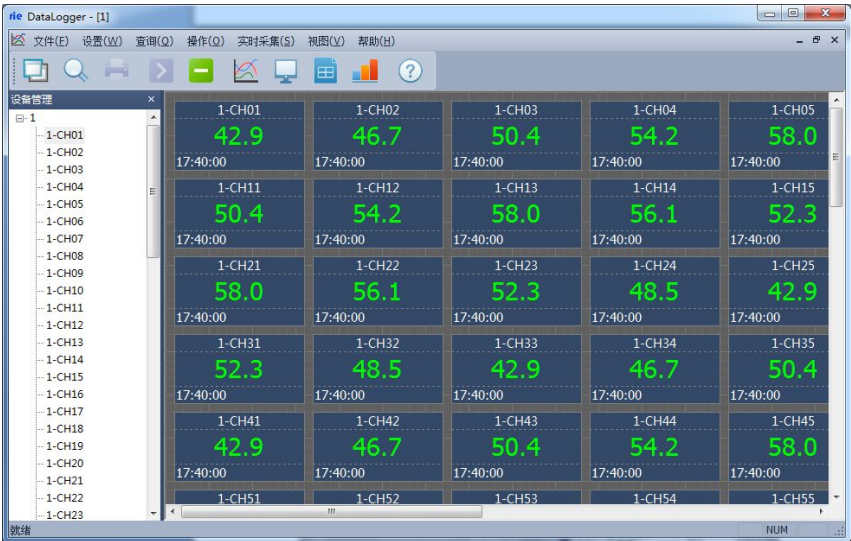 rie DataLogger - [1]
文件(F) 设置(W) 查询(Q) 操作(O) 实时采集(S) 视图(V) 帮助(H)
设备管理
1
1-CH01
1-CH02
1-CH03
1-CH04
1-CH05
1-CH06
1-CH07
1-CH08
1-CH09
1-CH10
1-CH11
1-CH12
1-CH13
1-CH14
1-CH15
1-CH16
1-CH17
1-CH18
1-CH19
1-CH20
1-CH21
1-CH22
1-CH23
1-CH01 1-CH02 1-CH03 1-CH04 1-CH05
42.9 46.7 50.4 54.2 58.0
17:40:00 17:40:00 17:40:00 17:40:00 17:40:00
1-CH11 1-CH12 1-CH13 1-CH14 1-CH15
50.4 54.2 58.0 56.1 52.3
17:40:00 17:40:00 17:40:00 17:40:00 17:40:00
1-CH21 1-CH22 1-CH23 1-CH24 1-CH25
58.0 56.1 52.3 48.5 42.9
17:40:00 17:40:00 17:40:00 17:40:00 17:40:00
1-CH31 1-CH32 1-CH33 1-CH34 1-CH35
52.3 48.5 42.9 46.7 50.4
17:40:00 17:40:00 17:40:00 17:40:00 17:40:00
1-CH41 1-CH42 1-CH43 1-CH44 1-CH45
42.9 46.7 50.4 54.2 58.0
17:40:00 17:40:00 17:40:00 17:40:00 17:40:00
1-CH51 1-CH52 1-CH53 1-CH54 1-CH55
就绪 NUM